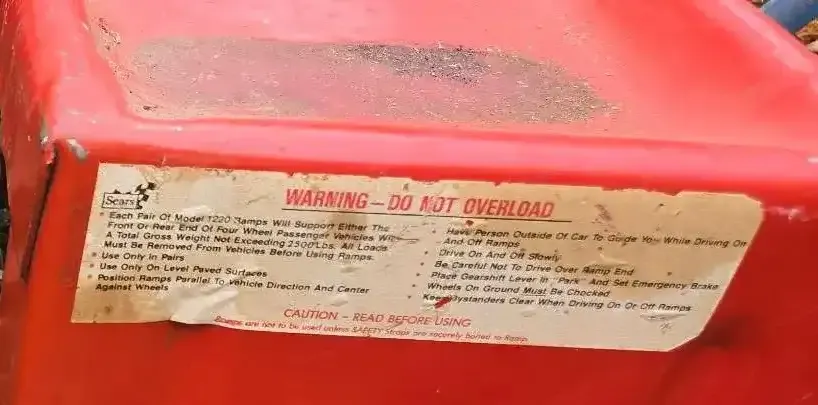 Sears
WARNING – DO NOT OVERLOAD
• Each Pair Of Model 1220 Ramps Will Support Either The
Front Or Rear End Of Four Wheel Passenger Vehicles With
A Total Gross Weight Not Exceeding 2500 Lbs. All Loads
Must Be Removed From Vehicles Before Using Ramps.
• Use Only In Pairs
• Use Only On Level Paved Surfaces
• Position Ramps Parallel To Vehicle Direction And Center
Against Wheels
• Have Person Outside Of Car To Guide You While Driving On
And Off Ramps
• Drive On And Off Slowly
• Be Careful Not To Drive Over Ramp End
• Place Gearshift Lever In "Park" And Set Emergency Brake
• Wheels On Ground Must Be Chocked
• Keep Bystanders Clear When Driving On Or Off Ramps
CAUTION – READ BEFORE USING
Ramps are not to be used unless SAFETY Straps are securely bolted to Ramp